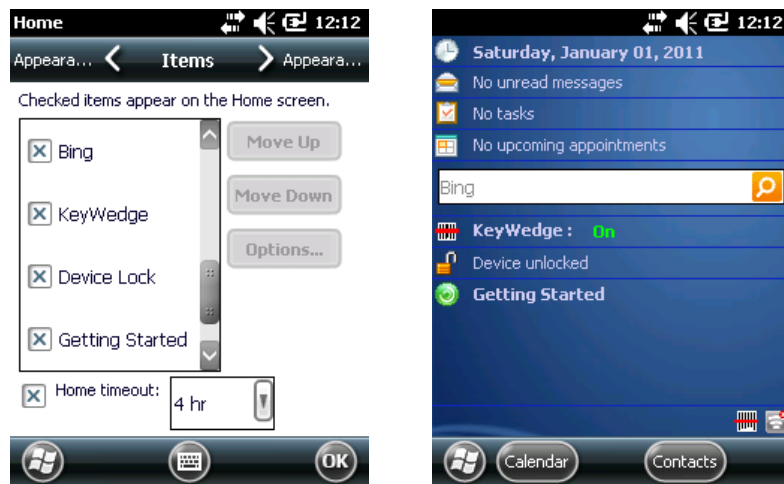 Home 12:12
Appeara... Items Appeara...
Checked items appear on the Home screen.
Bing
KeyWedge
Device Lock
Getting Started
Move Up
Move Down
Options...
Home timeout: 4 hr
OK
12:12
Saturday, January 01, 2011
No unread messages
No tasks
No upcoming appointments
Bing
KeyWedge : On
Device unlocked
Getting Started
Calendar Contacts